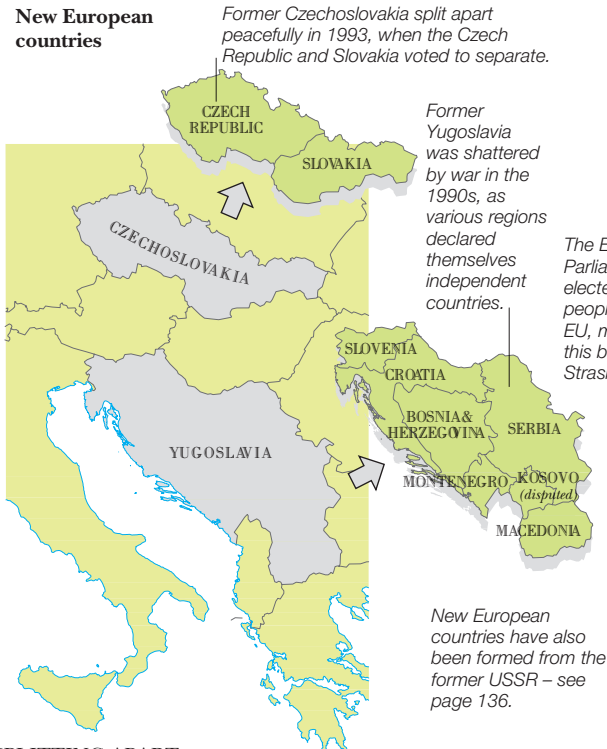 New European
countries
Former Czechoslovakia split apart
peacefully in 1993, when the Czech
Republic and Slovakia voted to separate.
CZECH
REPUBLIC
SLOVAKIA
Former
Yugoslavia
was shattered
by war in the
1990s, as
various regions
declared
themselves
independent
countries.
CZECHOSLOVAKIA
EU,
SLOVENIA
CROATIA
BOSNIA &
HERZEGOVINA
SERBIA
YUGOSLAVIA
MONTENEGRO
KOSOVO
(disputed)
MACEDONIA
New European
countries have also
been formed from the
former USSR – see
page 136.